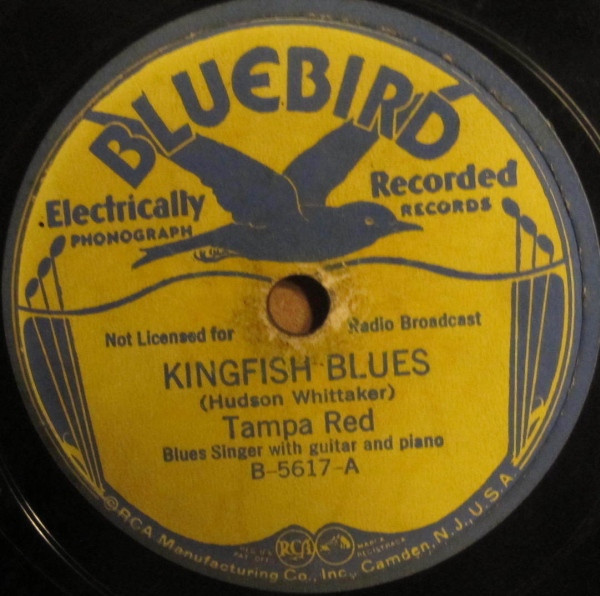 BLUEBIRD
Electrically Recorded
PHONOGRAPH RECORDS
Not Licensed for Radio Broadcast
KINGFISH BLUES
(Hudson Whittaker)
Tampa Red
Blues Singer with guitar and piano
B-5617-A
RCA
©RCA Manufacturing Co., Inc., Camden, N.J., U.S.A.